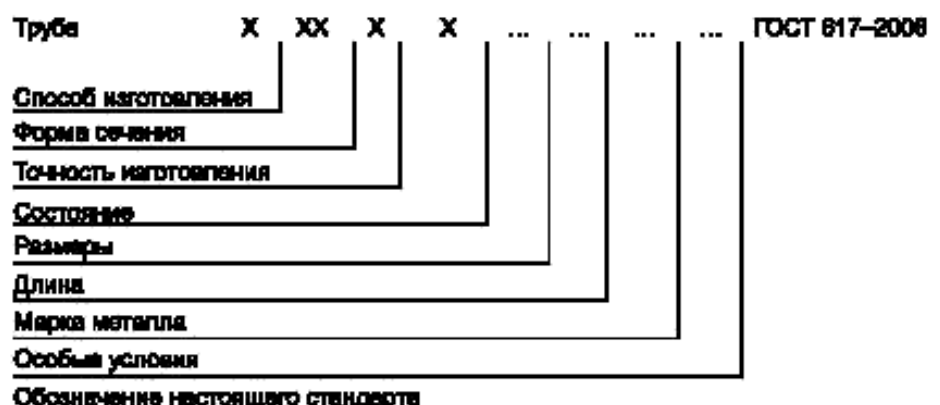 Труба Х ХХ Х Х ... ... ... ... ГОСТ 617–2006
Способ изготовления
Форма сечения
Точность изготовления
Состояние
Размеры
Длина
Марка металла
Особые условия
Обозначение настоящего стандарта